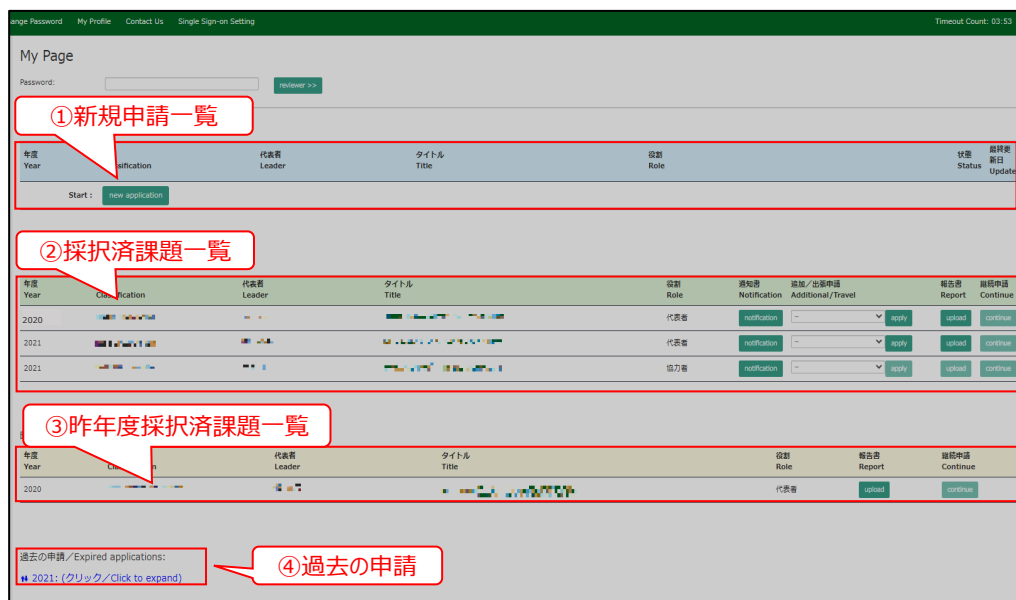 ange Password My Profile Contact Us Single Sign-on Setting Timeout Count: 03:53
My Page
Password: reviewer >>
①新規申請一覧
年度 代表者 タイトル 役割 状態 最終更新日
Year sification Leader Title Role Status Update
Start : new application
②採択済課題一覧
年度 代表者 タイトル 役割 通知書 追加/出張申請 報告書 継続申請
Year Classification Leader Title Role Notification Additional/Travel Report Continue
2020 代表者 notification - apply upload continue
2021 代表者 notification - apply upload continue
2021 協力者 notification - apply upload continue
③昨年度採択済課題一覧
年度 代表者 タイトル 役割 報告書 継続申請
Year Leader Title Role Report Continue
2020 代表者 upload continue
過去の申請/Expired applications:
④過去の申請
2021: (クリック/Click to expand)